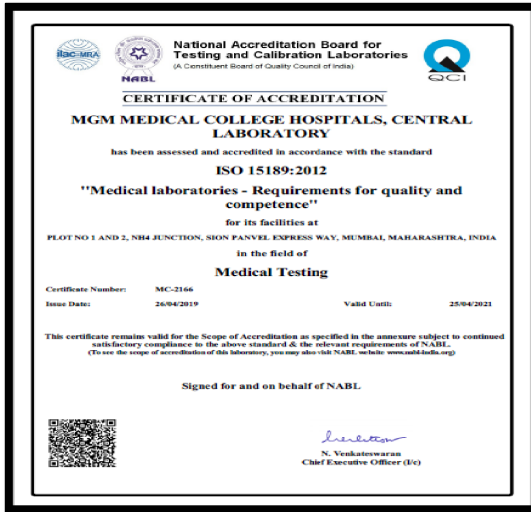 ilac-MRA
NABL
National Accreditation Board for
Testing and Calibration Laboratories
(A Constituent Board of Quality Council of India)
QCI
CERTIFICATE OF ACCREDITATION
MGM MEDICAL COLLEGE HOSPITALS, CENTRAL
LABORATORY
has been assessed and accredited in accordance with the standard
ISO 15189:2012
"Medical laboratories - Requirements for quality and
competence"
for its facilities at
PLOT NO 1 AND 2, NH4 JUNCTION, SION PANVEL EXPRESS WAY, MUMBAI, MAHARASHTRA, INDIA
in the field of
Medical Testing
Certificate Number: MC-2166
Issue Date: 26/04/2019 Valid Until: 25/04/2021
This certificate remains valid for the Scope of Accreditation as specified in the annexure subject to continued
satisfactory compliance to the above standard & the relevant requirements of NABL.
(To see the scope of accreditation of this laboratory, you may also visit NABL website www.nabl-india.org)
Signed for and on behalf of NABL
N. Venkateswaran
Chief Executive Officer (I/c)